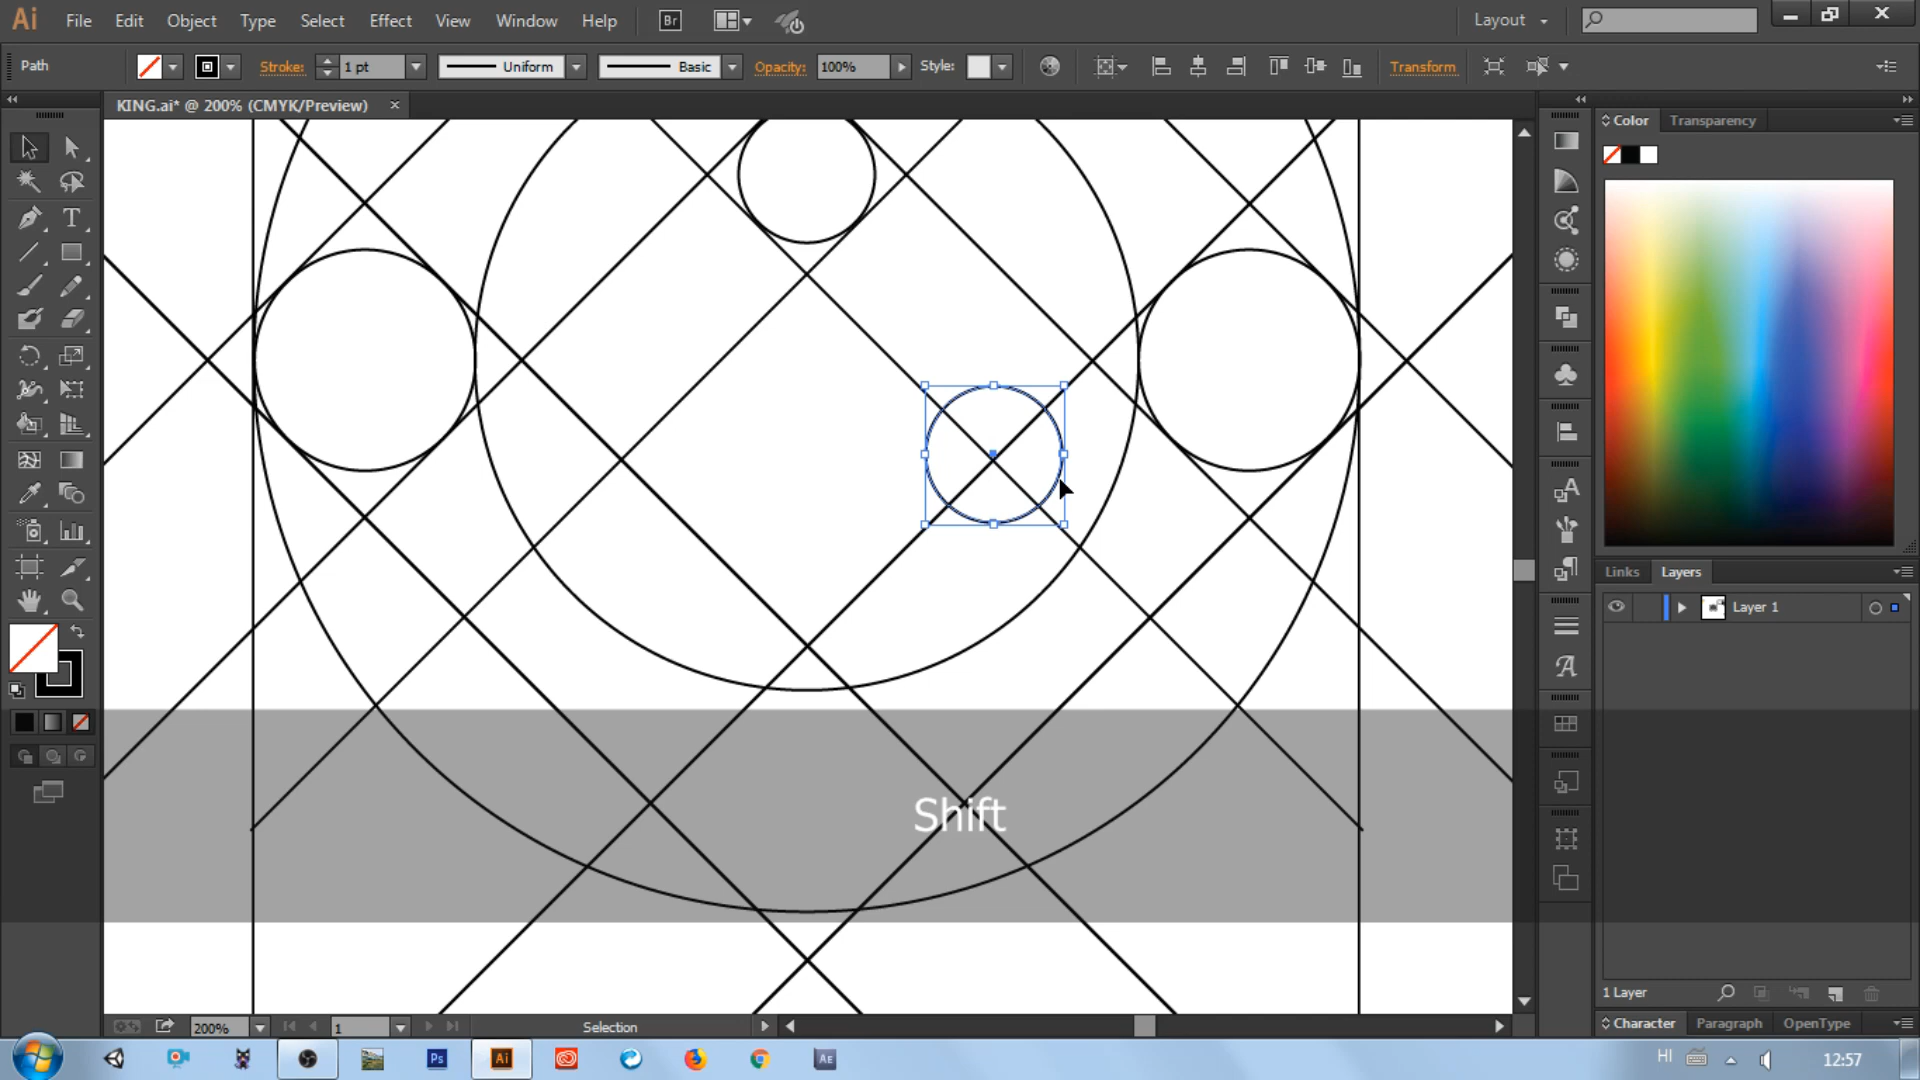 Ai File Edit Object Type Select Effect View Window Help Br Layout
Path Stroke: 1 pt Uniform Basic Opacity: 100% Style: Transform
KING.ai* @ 200% (CMYK/Preview)
Color Transparency
Links Layers
Layer 1
Shift
1 Layer
200% 1 Selection
Character Paragraph OpenType
Ps Ai AE HI 12:57